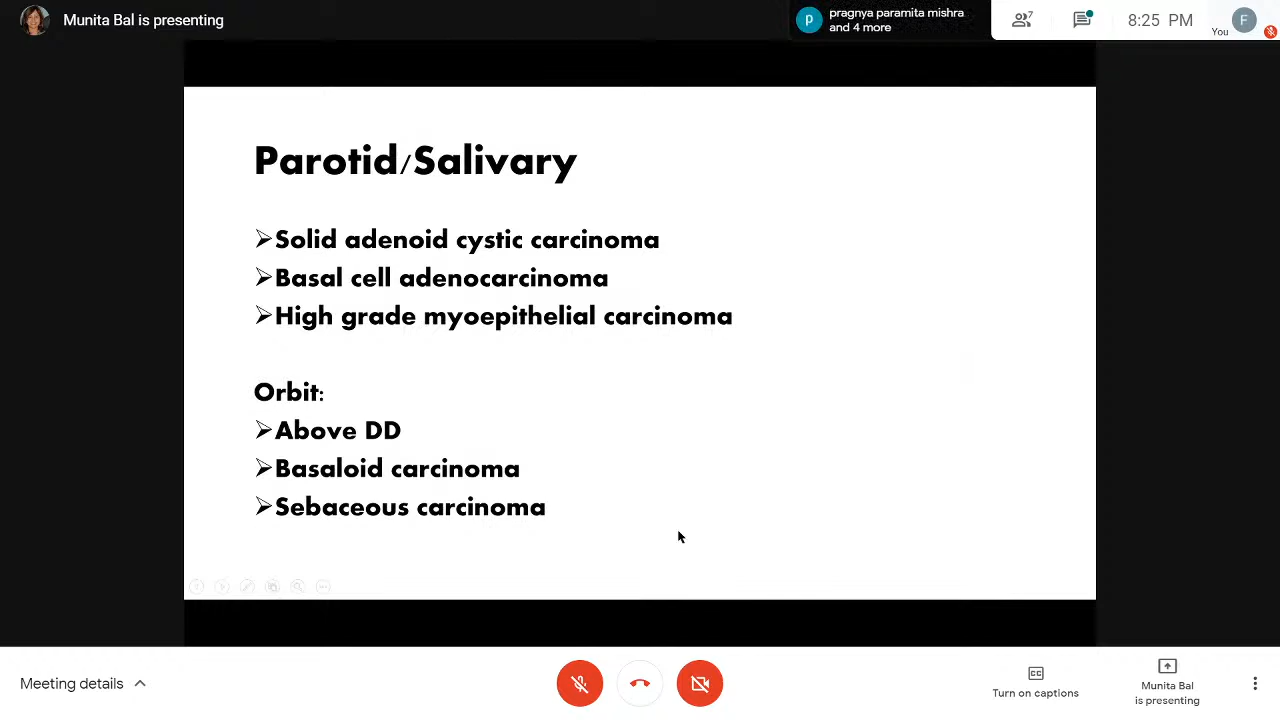 Munita Bal is presenting
p
pragnya paramita mishra
and 4 more
7
8:25 PM
You
F
Parotid/Salivary
➢Solid adenoid cystic carcinoma
➢Basal cell adenocarcinoma
➢High grade myoepithelial carcinoma
Orbit:
➢Above DD
➢Basaloid carcinoma
➢Sebaceous carcinoma
Meeting details
CC
Turn on captions
Munita Bal
is presenting